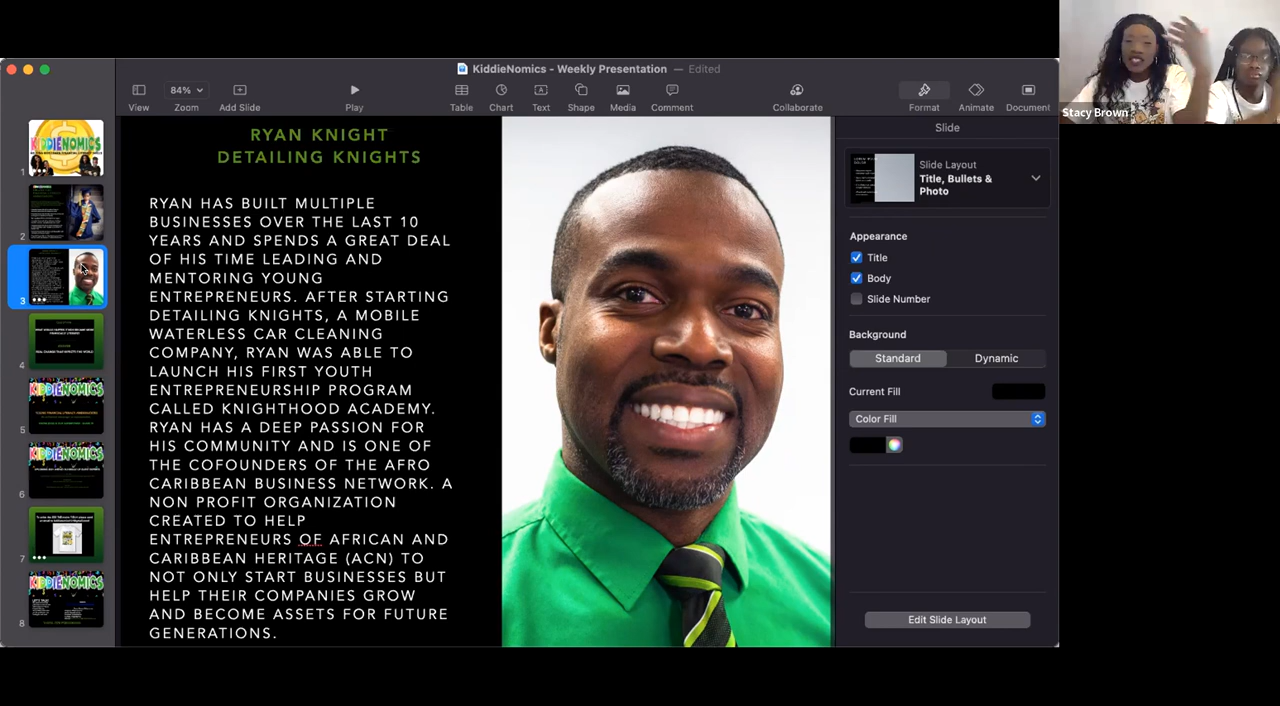 KiddieNomics - Weekly Presentation — Edited
84%
View
Zoom
Add Slide
Play
Table
Chart
Text
Shape
Media
Comment
Collaborate
Format
Animate
Document
Stacy Brown
KIDDIENOMICS
1
2
3
4
KIDDIENOMICS
5
KIDDIENOMICS
6
7
KIDDIENOMICS
8
RYAN KNIGHT
DETAILING KNIGHTS
RYAN HAS BUILT MULTIPLE
BUSINESSES OVER THE LAST 10
YEARS AND SPENDS A GREAT DEAL
OF HIS TIME LEADING AND
MENTORING YOUNG
ENTREPRENEURS. AFTER STARTING
DETAILING KNIGHTS, A MOBILE
WATERLESS CAR CLEANING
COMPANY, RYAN WAS ABLE TO
LAUNCH HIS FIRST YOUTH
ENTREPRENEURSHIP PROGRAM
CALLED KNIGHTHOOD ACADEMY.
RYAN HAS A DEEP PASSION FOR
HIS COMMUNITY AND IS ONE OF
THE COFOUNDERS OF THE AFRO
CARIBBEAN BUSINESS NETWORK. A
NON PROFIT ORGANIZATION
CREATED TO HELP
ENTREPRENEURS OF AFRICAN AND
CARIBBEAN HERITAGE (ACN) TO
NOT ONLY START BUSINESSES BUT
HELP THEIR COMPANIES GROW
AND BECOME ASSETS FOR FUTURE
GENERATIONS.
Slide
Slide Layout
Title, Bullets &
Photo
Appearance
Title
Body
Slide Number
Background
Standard
Dynamic
Current Fill
Color Fill
Edit Slide Layout